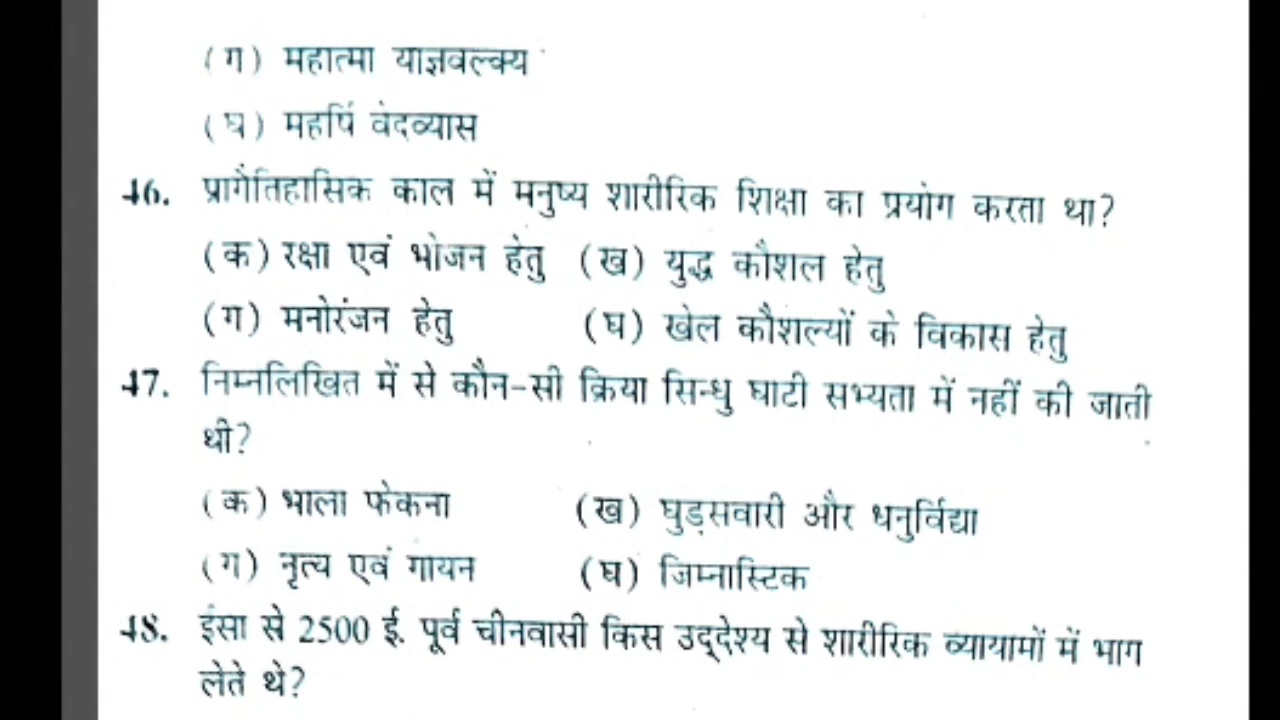 (ग) महात्मा याज्ञवल्क्य
(घ) महर्षि वेदव्यास
46. प्रागैतिहासिक काल में मनुष्य शारीरिक शिक्षा का प्रयोग करता था?
(क) रक्षा एवं भोजन हेतु (ख) युद्ध कौशल हेतु
(ग) मनोरंजन हेतु (घ) खेल कौशल्यों के विकास हेतु
47. निम्नलिखित में से कौन-सी क्रिया सिन्धु घाटी सभ्यता में नहीं की जाती
थी?
(क) भाला फेकना (ख) घुड़सवारी और धनुर्विद्या
(ग) नृत्य एवं गायन (घ) जिम्नास्टिक
48. ईसा से 2500 ई. पूर्व चीनवासी किस उद्देश्य से शारीरिक व्यायामों में भाग
लेते थे?